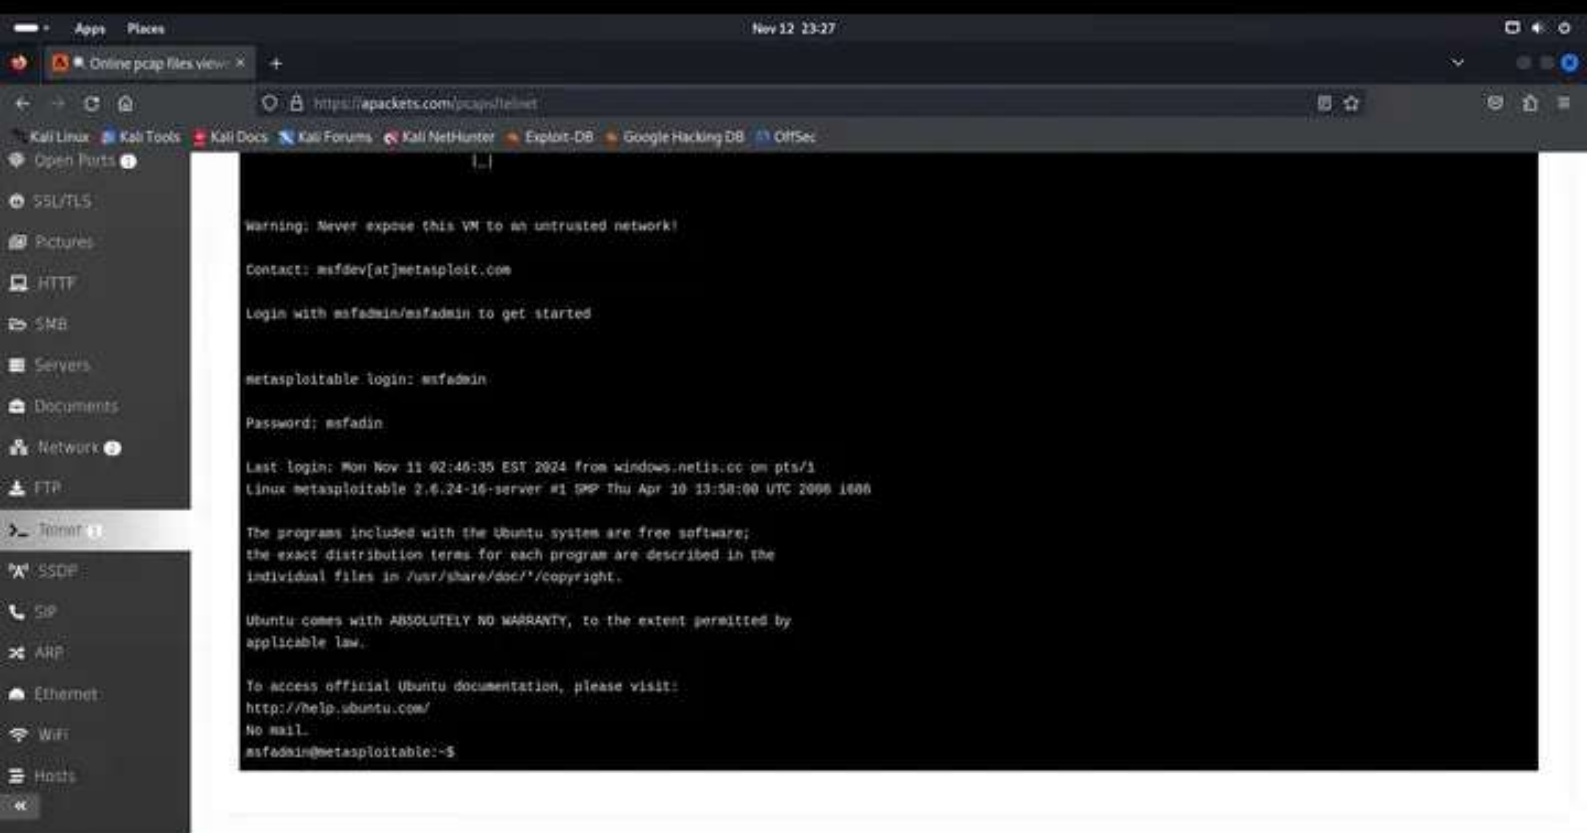 Apps Places
Nov 12 23:27
Online pcap files view
https://apackets.com/pcaps/telnet
Kali Linux Kali Tools Kali Docs Kali Forums Kali NetHunter Exploit-DB Google Hacking DB OffSec
Open Ports
SSL/TLS
Pictures
HTTP
SMB
Servers
Documents
Network
FTP
Telnet
SSDP
SIP
ARP
Ethernet
WiFi
Hosts
|_|
Warning: Never expose this VM to an untrusted network!
Contact: msfdev[at]metasploit.com
Login with msfadmin/msfadmin to get started
metasploitable login: msfadmin
Password: msfadin
Last login: Mon Nov 11 02:46:35 EST 2024 from windows.netis.cc on pts/1
Linux metasploitable 2.6.24-16-server #1 SMP Thu Apr 10 13:58:00 UTC 2008 i686
The programs included with the Ubuntu system are free software;
the exact distribution terms for each program are described in the
individual files in /usr/share/doc/*/copyright.
Ubuntu comes with ABSOLUTELY NO WARRANTY, to the extent permitted by
applicable law.
To access official Ubuntu documentation, please visit:
http://help.ubuntu.com/
No mail.
msfadmin@metasploitable:~$